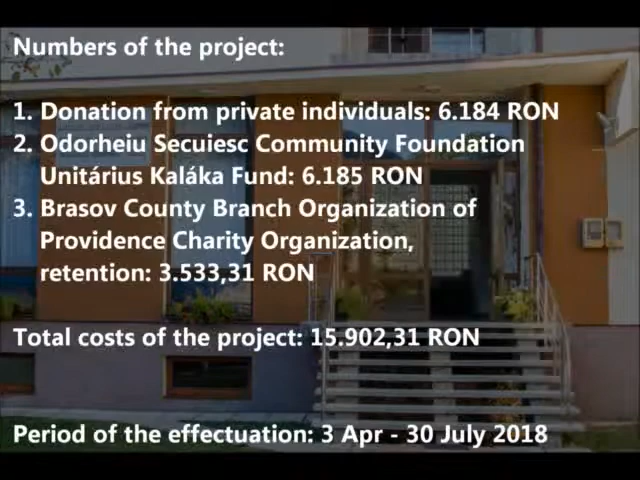 Numbers of the project:
1. Donation from private individuals: 6.184 RON
2. Odorheiu Secuiesc Community Foundation
Unitárius Kaláka Fund: 6.185 RON
3. Brasov County Branch Organization of
Providence Charity Organization,
retention: 3.533,31 RON
Total costs of the project: 15.902,31 RON
Period of the effectuation: 3 Apr - 30 July 2018